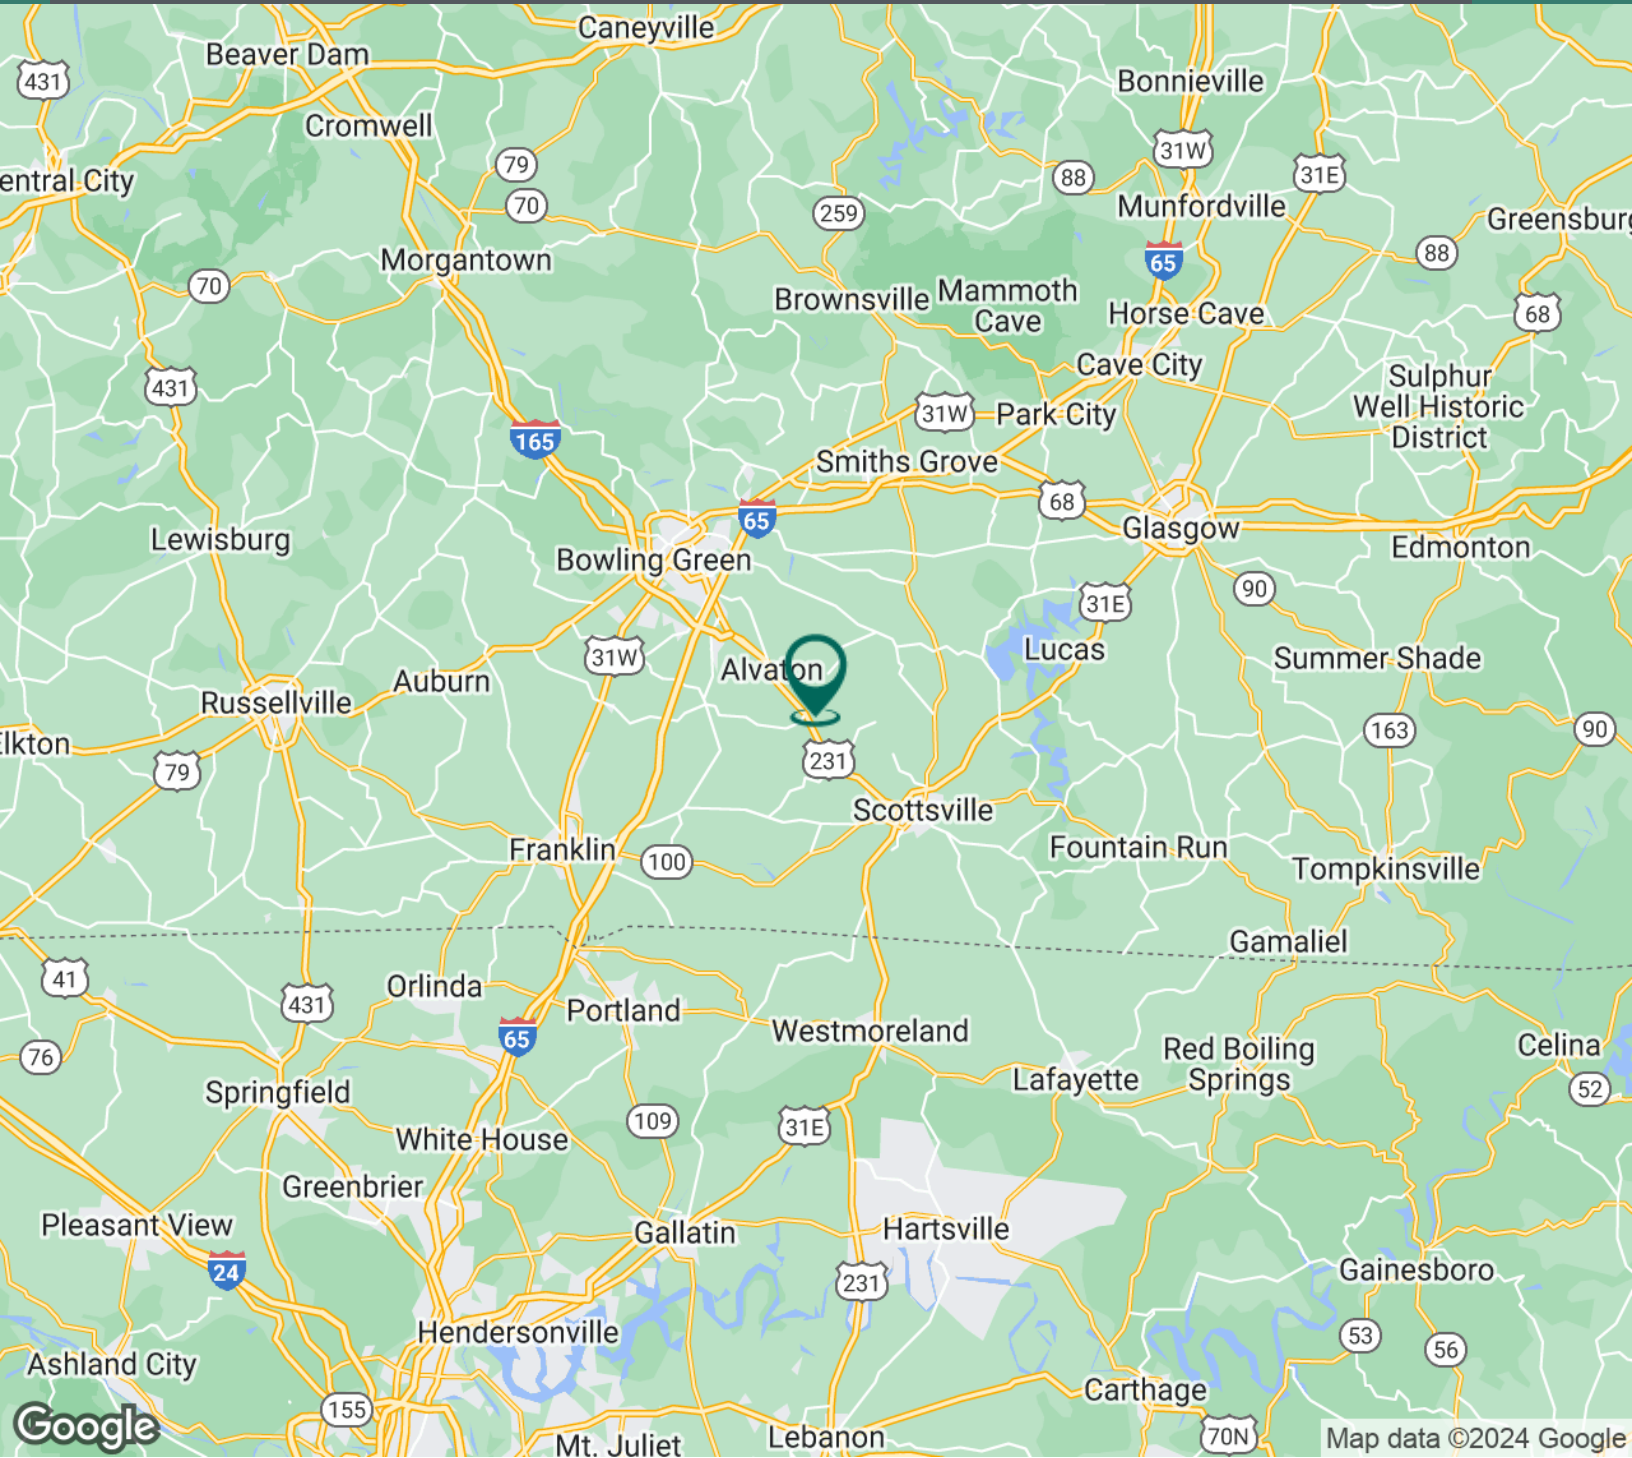 Caneyville
Beaver Dam
431
Bonnieville
Cromwell
31W
79
88
31E
entral City
70
259
Munfordville
Greensburg
88
Morgantown
65
70
Brownsville
Mammoth
Cave
Horse Cave
68
Cave City
431
31W
Park City
Sulphur
Well Historic
District
165
Smiths Grove
68
65
Glasgow
Lewisburg
Bowling Green
Edmonton
90
31E
31W
Lucas
Summer Shade
Alvaton
Auburn
Russellville
163
90
Elkton
231
79
Scottsville
Franklin
100
Fountain Run
Tompkinsville
Gamaliel
41
Orlinda
431
Portland
65
Westmoreland
76
Red Boiling
Springs
Celina
Lafayette
52
Springfield
109
31E
White House
Greenbrier
Pleasant View
Gallatin
Hartsville
24
231
Gainesboro
Hendersonville
53
56
Ashland City
Carthage
155
Google
Mt. Juliet
Lebanon
70N
Map data ©2024 Google